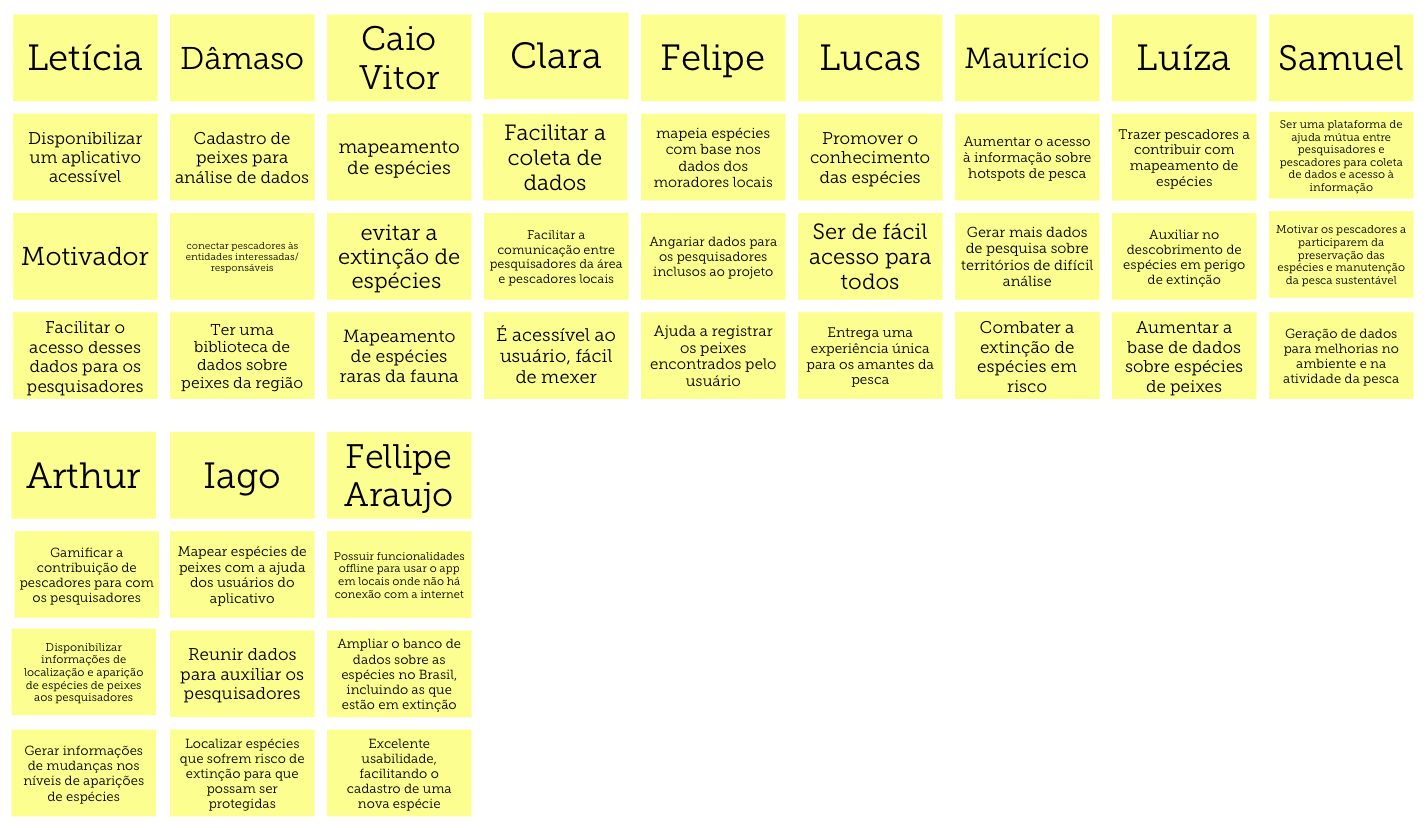 Letícia
Dâmaso
Caio
Vitor
Clara
Felipe
Lucas
Maurício
Luíza
Samuel
Disponibilizar
um aplicativo
acessível
Cadastro de
peixes para
análise de dados
mapeamento
de espécies
Facilitar a
coleta de
dados
mapeia espécies
com base nos
dados dos
moradores locais
Promover o
conhecimento
das espécies
Aumentar o acesso
à informação sobre
hotspots de pesca
Trazer pescadores a
contribuir com
mapeamento de
espécies
Ser uma plataforma de
ajuda mútua entre
pesquisadores e
pescadores para coleta
de dados e acesso à
informação
Motivador
conectar pescadores às
entidades interessadas/
responsáveis
evitar a
extinção de
espécies
Facilitar a
comunicação entre
pesquisadores da área
e pescadores locais
Angariar dados para
os pesquisadores
inclusos ao projeto
Ser de fácil
acesso para
todos
Gerar mais dados
de pesquisa sobre
territórios de difícil
análise
Auxiliar no
descobrimento de
espécies em perigo
de extinção
Motivar os pescadores a
participarem da
preservação das
espécies e manutenção
da pesca sustentável
Facilitar o
acesso desses
dados para os
pesquisadores
Ter uma
biblioteca de
dados sobre
peixes da região
Mapeamento
de espécies
raras da fauna
É acessível ao
usuário, fácil
de mexer
Ajuda a registrar
os peixes
encontrados pelo
usuário
Entrega uma
experiência única
para os amantes da
pesca
Combater a
extinção de
espécies em
risco
Aumentar a
base de dados
sobre espécies
de peixes
Geração de dados
para melhorias no
ambiente e na
atividade da pesca
Arthur
Iago
Fellipe
Araujo
Gamificar a
contribuição de
pescadores para com
os pesquisadores
Mapear espécies de
peixes com a ajuda
dos usuários do
aplicativo
Possuir funcionalidades
offline para usar o app
em locais onde não há
conexão com a internet
Disponibilizar
informações de
localização e aparição
de espécies de peixes
aos pesquisadores
Reunir dados
para auxiliar os
pesquisadores
Ampliar o banco de
dados sobre as
espécies no Brasil,
incluindo as que
estão em extinção
Gerar informações
de mudanças nos
níveis de aparições
de espécies
Localizar espécies
que sofrem risco de
extinção para que
possam ser
protegidas
Excelente
usabilidade,
facilitando o
cadastro de uma
nova espécie